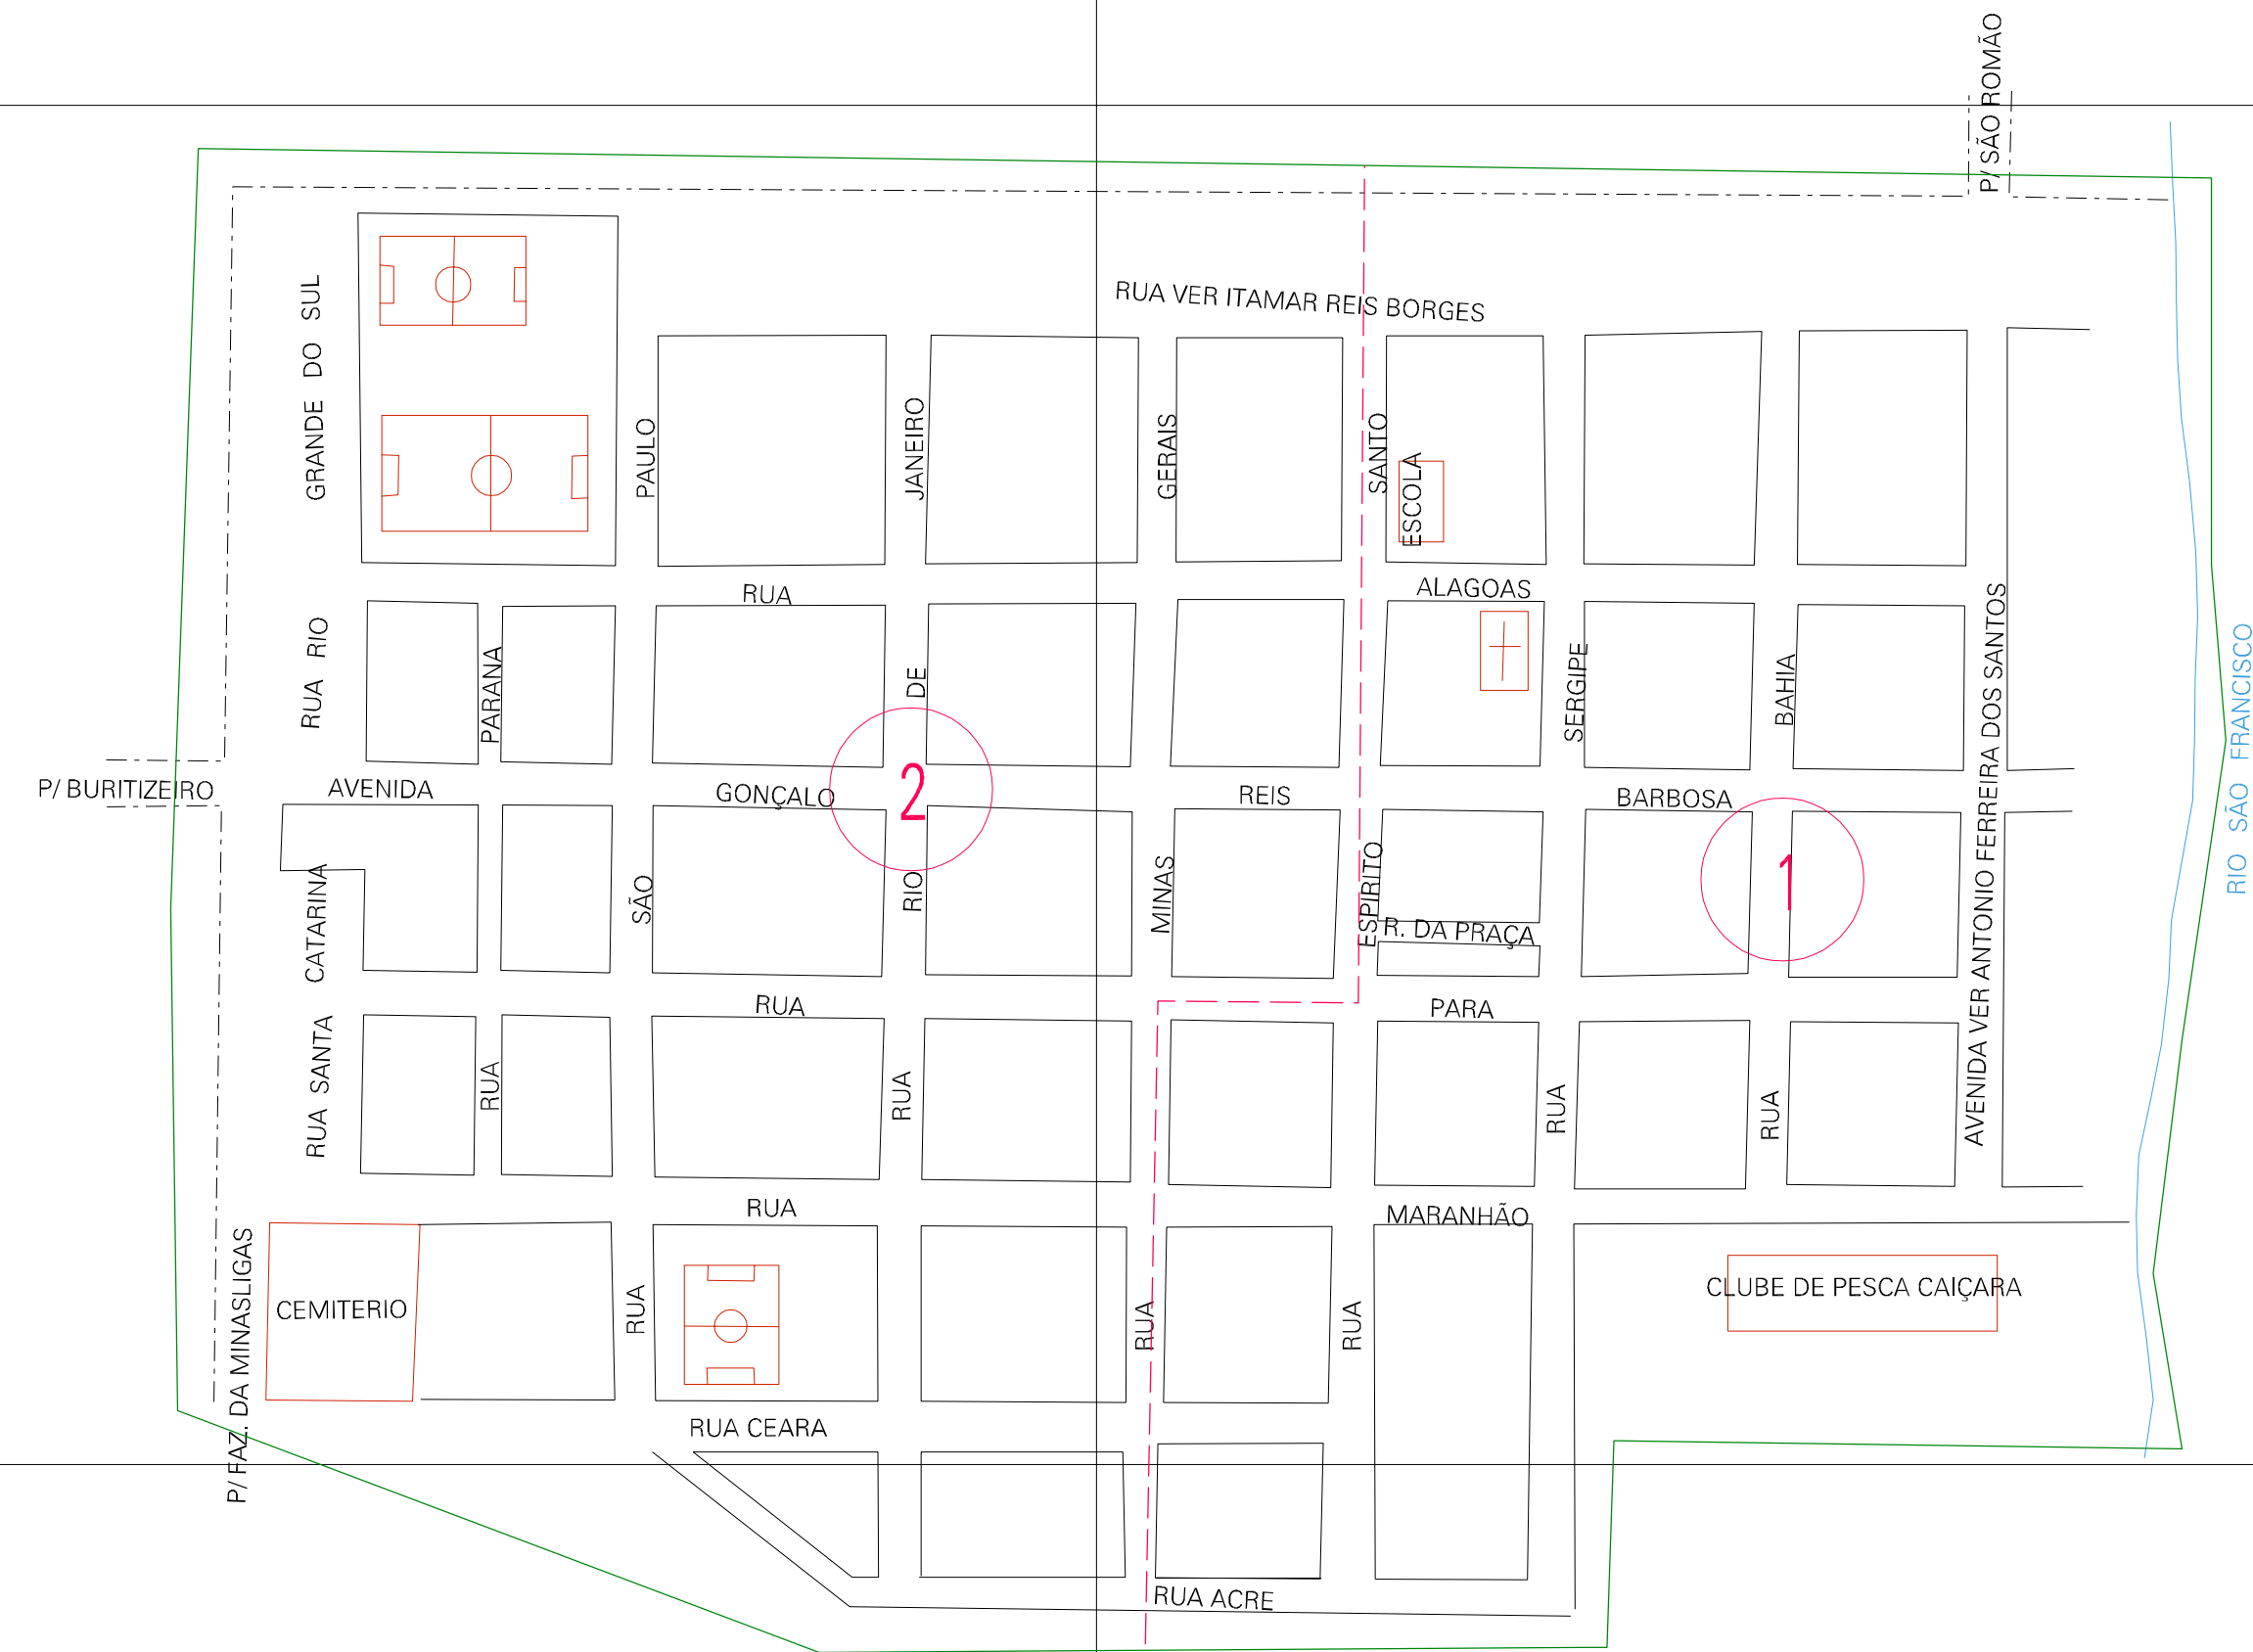 P/ SÃO ROMÃO
RUA VER ITAMAR REIS BORGES
RUA RIO GRANDE DO SUL
RUA SÃO PAULO
RUA RIO DE JANEIRO
RUA MINAS GERAIS
RUA ESPIRITO SANTO
ESCOLA
RUA ALAGOAS
RUA PARANA
RUA SERGIPE
RUA BAHIA
AVENIDA VER ANTONIO FERREIRA DOS SANTOS
RIO SÃO FRANCISCO
P/ BURITIZEIRO
AVENIDA GONÇALO REIS BARBOSA
2
1
RUA SANTA CATARINA
R. DA PRAÇA
RUA PARA
RUA MARANHÃO
P/ FAZ. DA MINASLIGAS
CEMITERIO
CLUBE DE PESCA CAIÇARA
RUA CEARA
RUA ACRE